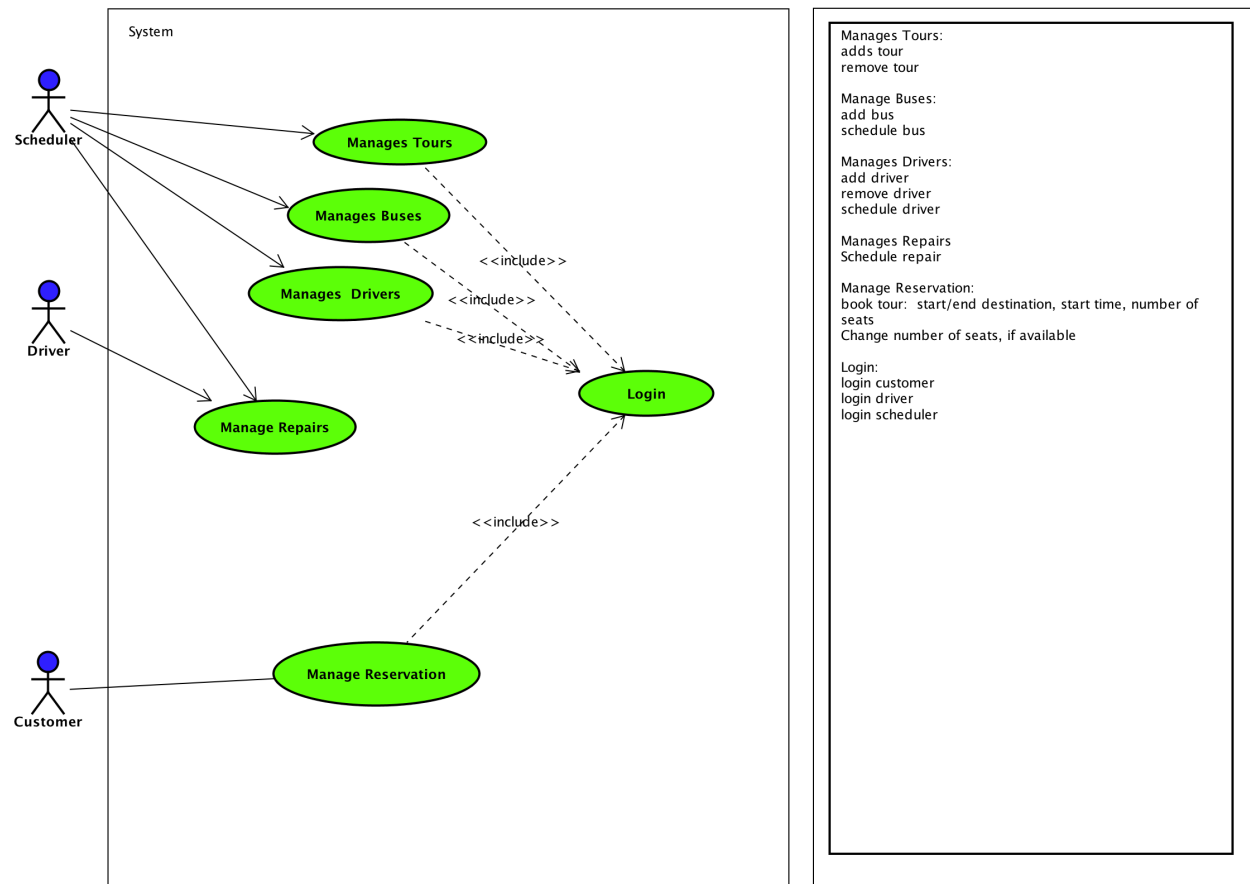 System
Scheduler
Manages Tours
Manages Buses
<<include>>
Manages  Drivers
<<include>>
<<include>>
Driver
Login
Manage Repairs
<<include>>
Manage Reservation
Customer
Manages Tours:
adds tour
remove tour
Manage Buses:
add bus
schedule bus
Manages Drivers:
add driver
remove driver
schedule driver
Manages Repairs
Schedule repair
Manage Reservation:
book tour:  start/end destination, start time, number of
seats
Change number of seats, if available
Login:
login customer
login driver
login scheduler